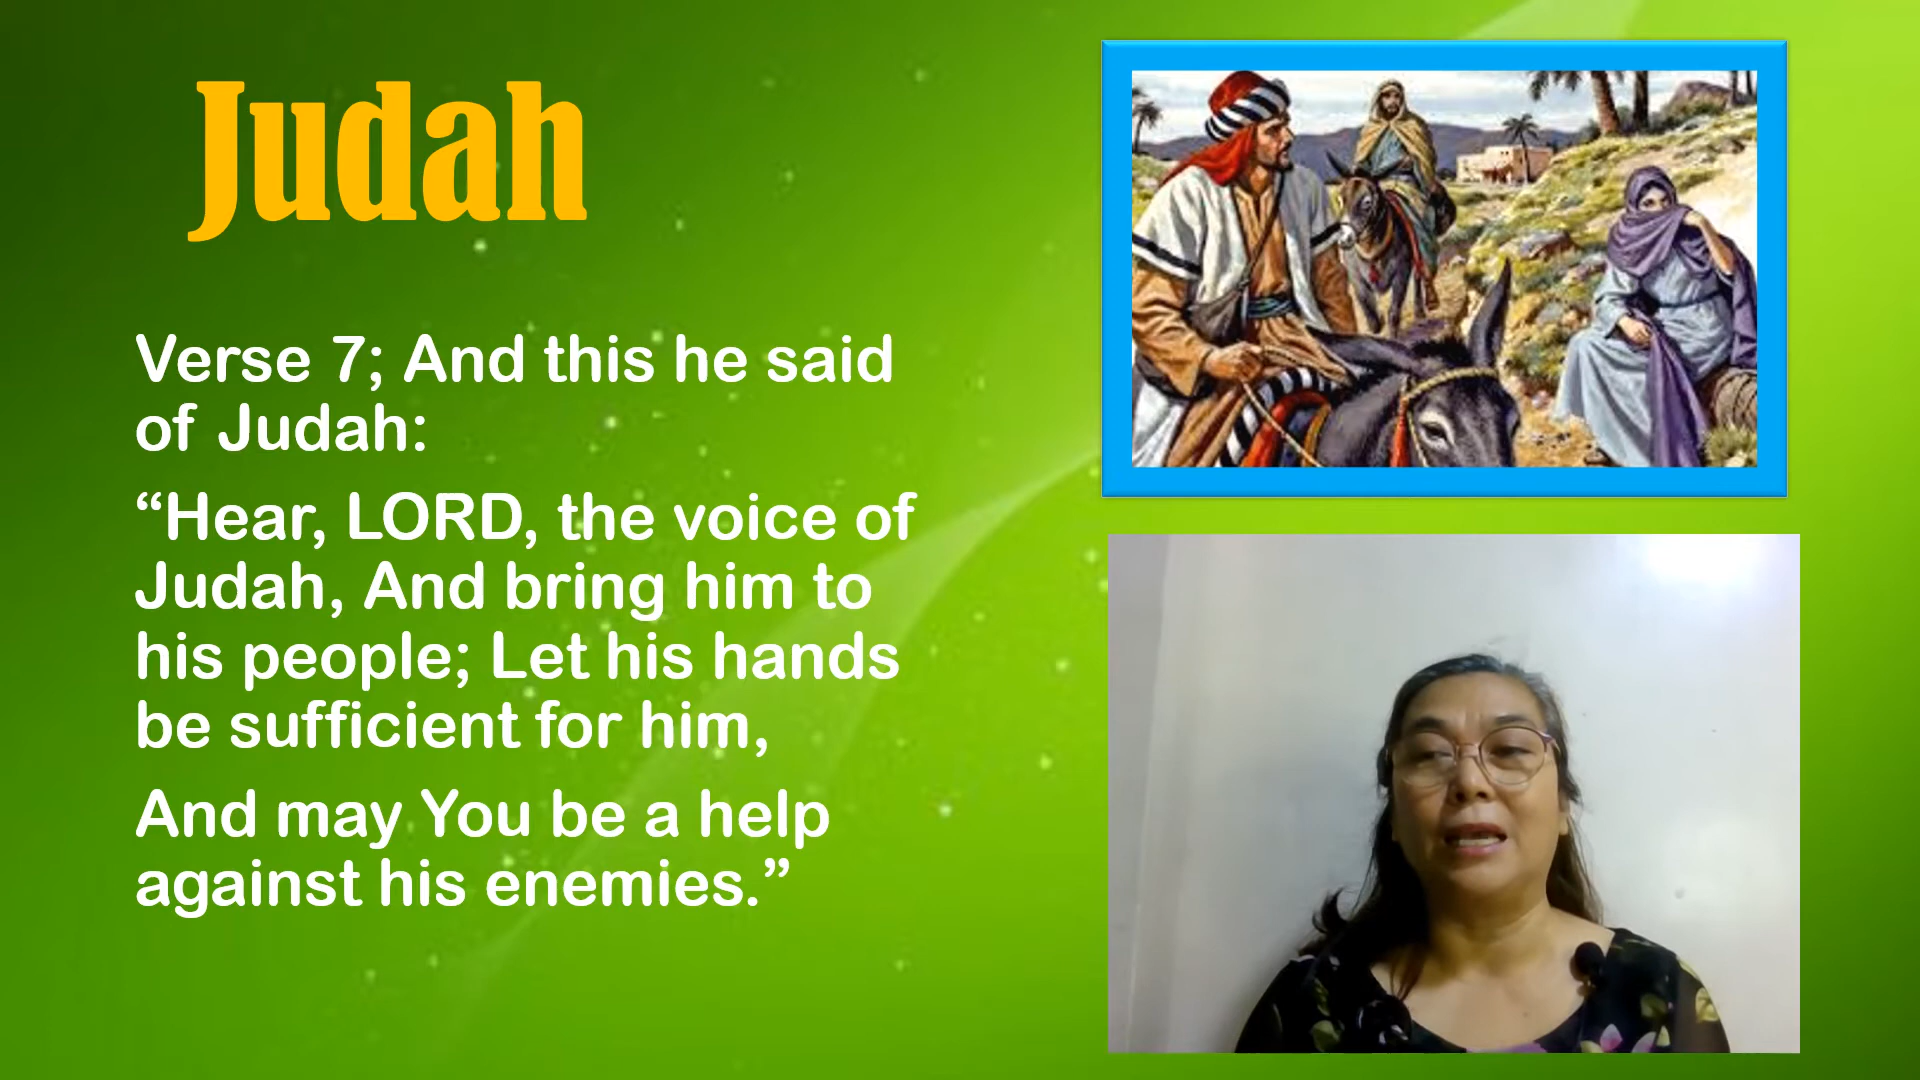 Judah
Verse 7; And this he said
of Judah:
“Hear, LORD, the voice of
Judah, And bring him to
his people; Let his hands
be sufficient for him,
And may You be a help
against his enemies.”